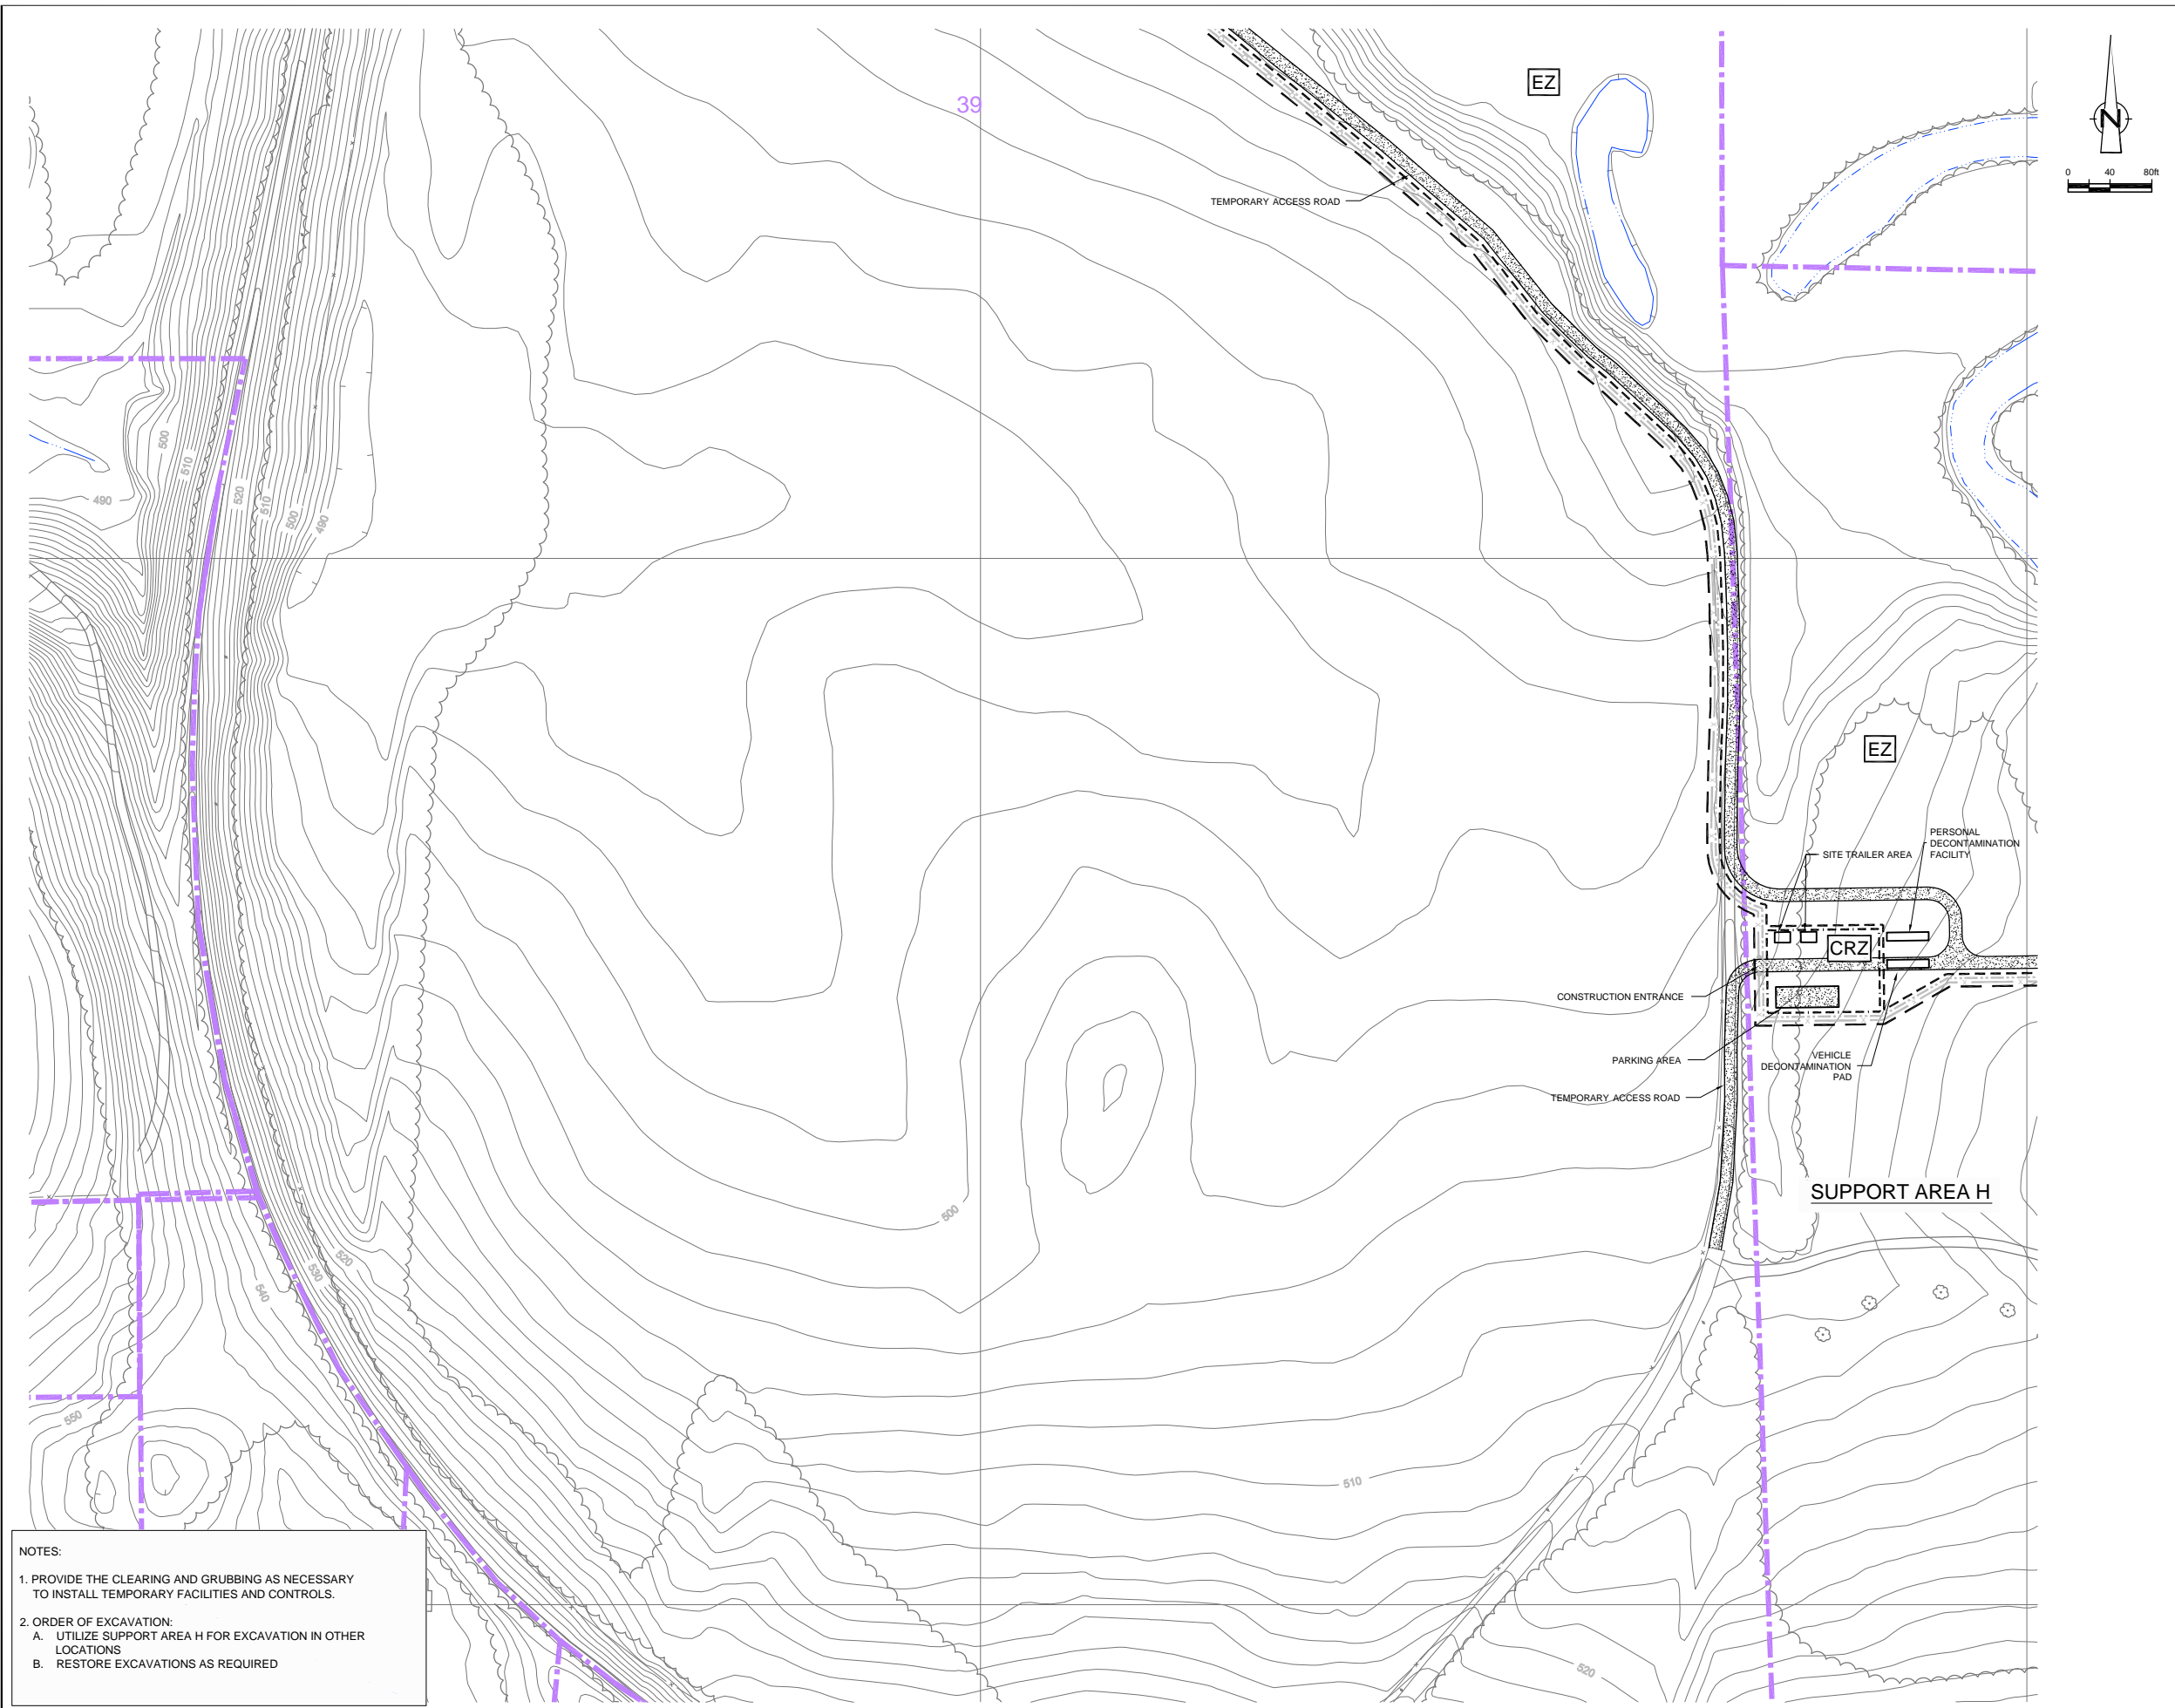 EZ
39
N
0 40 80ft
TEMPORARY ACCESS ROAD
500
510
520
510
500
490
490
EZ
PERSONAL
DECONTAMINATION
FACILITY
SITE TRAILER AREA
CRZ
CONSTRUCTION ENTRANCE
PARKING AREA
VEHICLE
DECONTAMINATION
PAD
TEMPORARY ACCESS ROAD
SUPPORT AREA H
500
520
530
540
550
510
520
NOTES:
1. PROVIDE THE CLEARING AND GRUBBING AS NECESSARY
TO INSTALL TEMPORARY FACILITIES AND CONTROLS.
2. ORDER OF EXCAVATION:
A. UTILIZE SUPPORT AREA H FOR EXCAVATION IN OTHER
LOCATIONS
B. RESTORE EXCAVATIONS AS REQUIRED